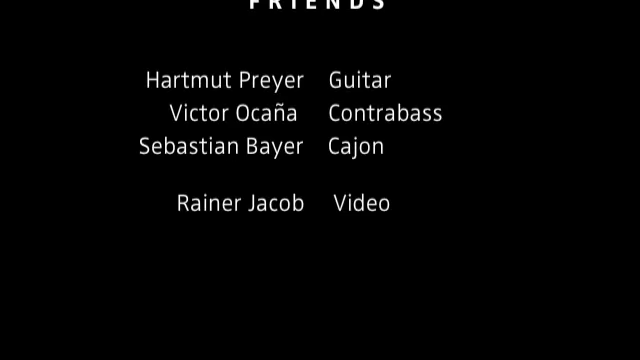 FRIENDS
Hartmut Preyer Guitar
Victor Ocaña Contrabass
Sebastian Bayer Cajon
Rainer Jacob Video